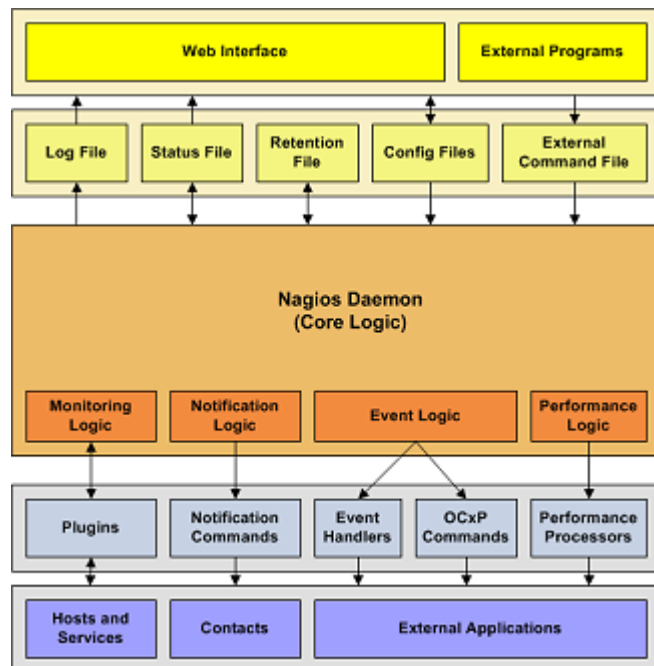 Web Interface
External Programs
Log File
Status File
Retention
File
Config Files
External
Command File
Nagios Daemon
(Core Logic)
Monitoring
Logic
Notification
Logic
Event Logic
Performance
Logic
Plugins
Notification
Commands
Event
Handlers
OCxP
Commands
Performance
Processors
Hosts and
Services
Contacts
External Applications